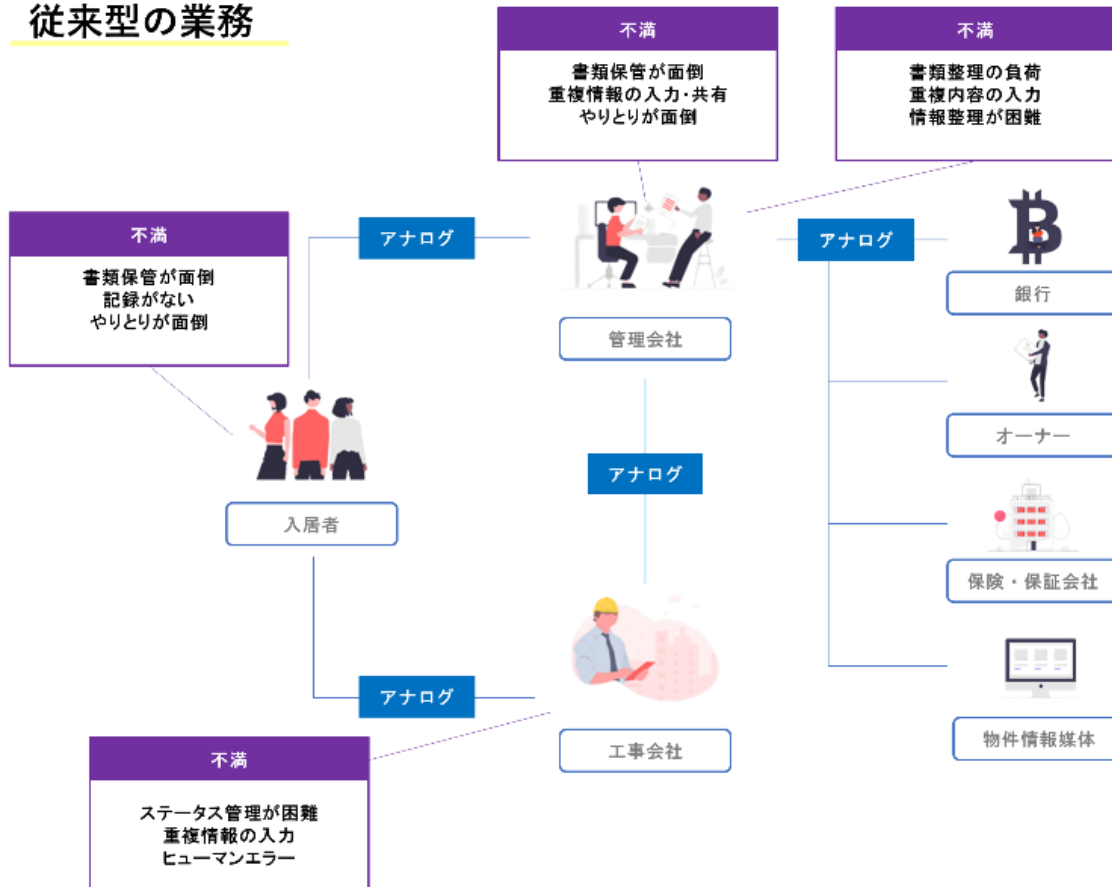 従来型の業務
不満
書類保管が面倒
重複情報の入力・共有
やりとりが面倒
不満
書類整理の負荷
重複内容の入力
情報整理が困難
不満
書類保管が面倒
記録がない
やりとりが面倒
アナログ
アナログ
管理会社
銀行
オーナー
アナログ
入居者
保険・保証会社
アナログ
工事会社
物件情報媒体
不満
ステータス管理が困難
重複情報の入力
ヒューマンエラー